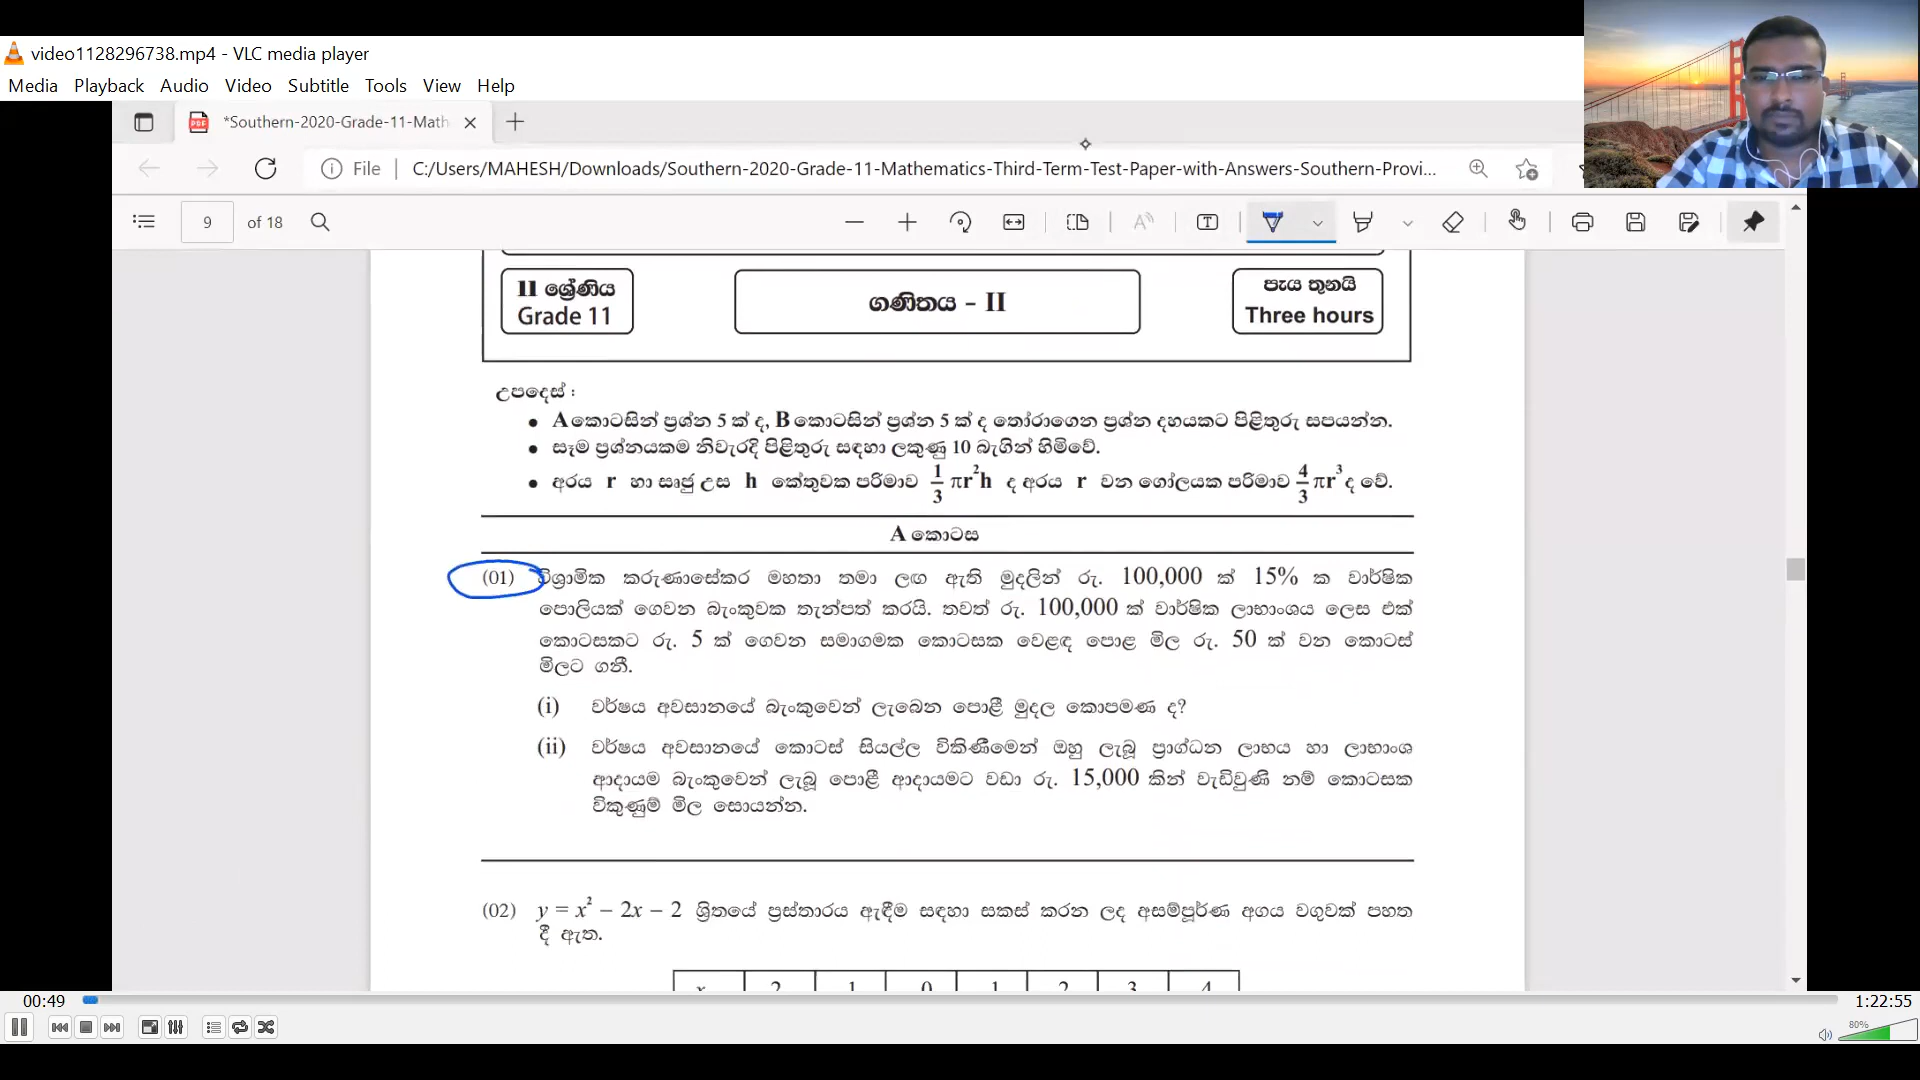 video1128296738.mp4 - VLC media player
Media Playback Audio Video Subtitle Tools View Help
*Southern-2020-Grade-11-Math
File C:/Users/MAHESH/Downloads/Southern-2020-Grade-11-Mathematics-Third-Term-Test-Paper-with-Answers-Southern-Provi...
9 of 18
11 ශ්‍රේණිය
Grade 11
ගණිතය - II
පැය තුනයි
Three hours
උපදෙස් :
• A කොටසින් ප්‍රශ්න 5 ක් ද, B කොටසින් ප්‍රශ්න 5 ක් ද තෝරාගෙන ප්‍රශ්න දහයකට පිළිතුරු සපයන්න.
• සෑම ප්‍රශ්නයකම නිවැරදි පිළිතුරු සඳහා ලකුණු 10 බැගින් හිමිවේ.
• අරය r හා සෘජු උස h කේතුවක පරිමාව 1/3 πr²h ද අරය r වන ගෝලයක පරිමාව 4/3 πr³ ද වේ.
A කොටස
(01) විශ්‍රාමික කරුණාසේකර මහතා තමා ලඟ ඇති මුදලින් රු. 100,000 ක් 15% ක වාර්ෂික
පොලියක් ගෙවන බැංකුවක තැන්පත් කරයි. තවත් රු. 100,000 ක් වාර්ෂික ලාභාංශය ලෙස එක්
කොටසකට රු. 5 ක් ගෙවන සමාගමක කොටසක වෙළඳ පොළ මිල රු. 50 ක් වන කොටස්
මිලට ගනී.
(i) වර්ෂය අවසානයේ බැංකුවෙන් ලැබෙන පොළී මුදල කොපමණ ද?
(ii) වර්ෂය අවසානයේ කොටස් සියල්ල විකිණීමෙන් ඔහු ලැබූ ප්‍රාග්ධන ලාභය හා ලාභාංශ
ආදායම බැංකුවෙන් ලැබූ පොළී ආදායමට වඩා රු. 15,000 කින් වැඩිවුණි නම් කොටසක
විකුණුම් මිල සොයන්න.
(02) y = x² − 2x − 2 ශ්‍රිතයේ ප්‍රස්තාරය ඇඳීම සඳහා සකස් කරන ලද අසම්පූර්ණ අගය වගුවක් පහත
දී ඇත.
00:49 1:22:55
80%